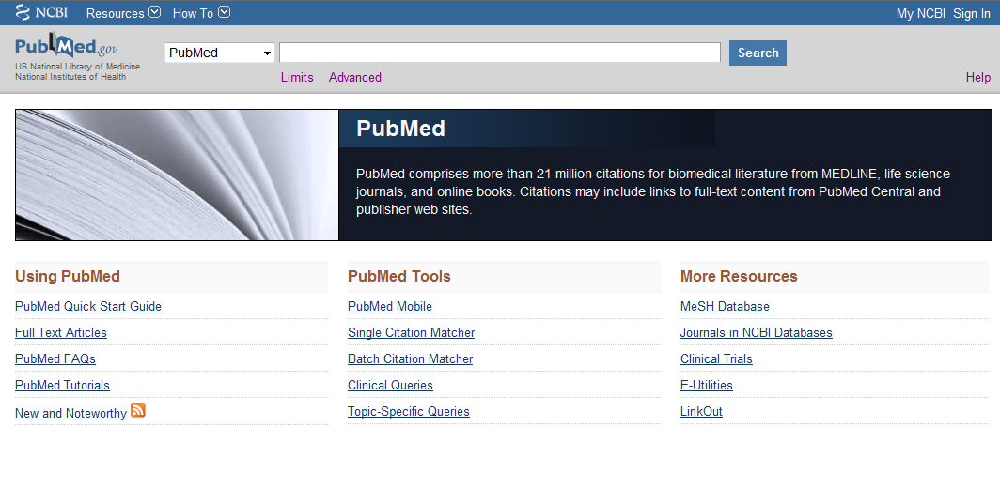 NCBI Resources How To My NCBI Sign In
PubMed.gov
US National Library of Medicine
National Institutes of Health
PubMed Search
Limits Advanced Help
PubMed
PubMed comprises more than 21 million citations for biomedical literature from MEDLINE, life science
journals, and online books. Citations may include links to full-text content from PubMed Central and
publisher web sites.
Using PubMed
PubMed Quick Start Guide
Full Text Articles
PubMed FAQs
PubMed Tutorials
New and Noteworthy
PubMed Tools
PubMed Mobile
Single Citation Matcher
Batch Citation Matcher
Clinical Queries
Topic-Specific Queries
More Resources
MeSH Database
Journals in NCBI Databases
Clinical Trials
E-Utilities
LinkOut